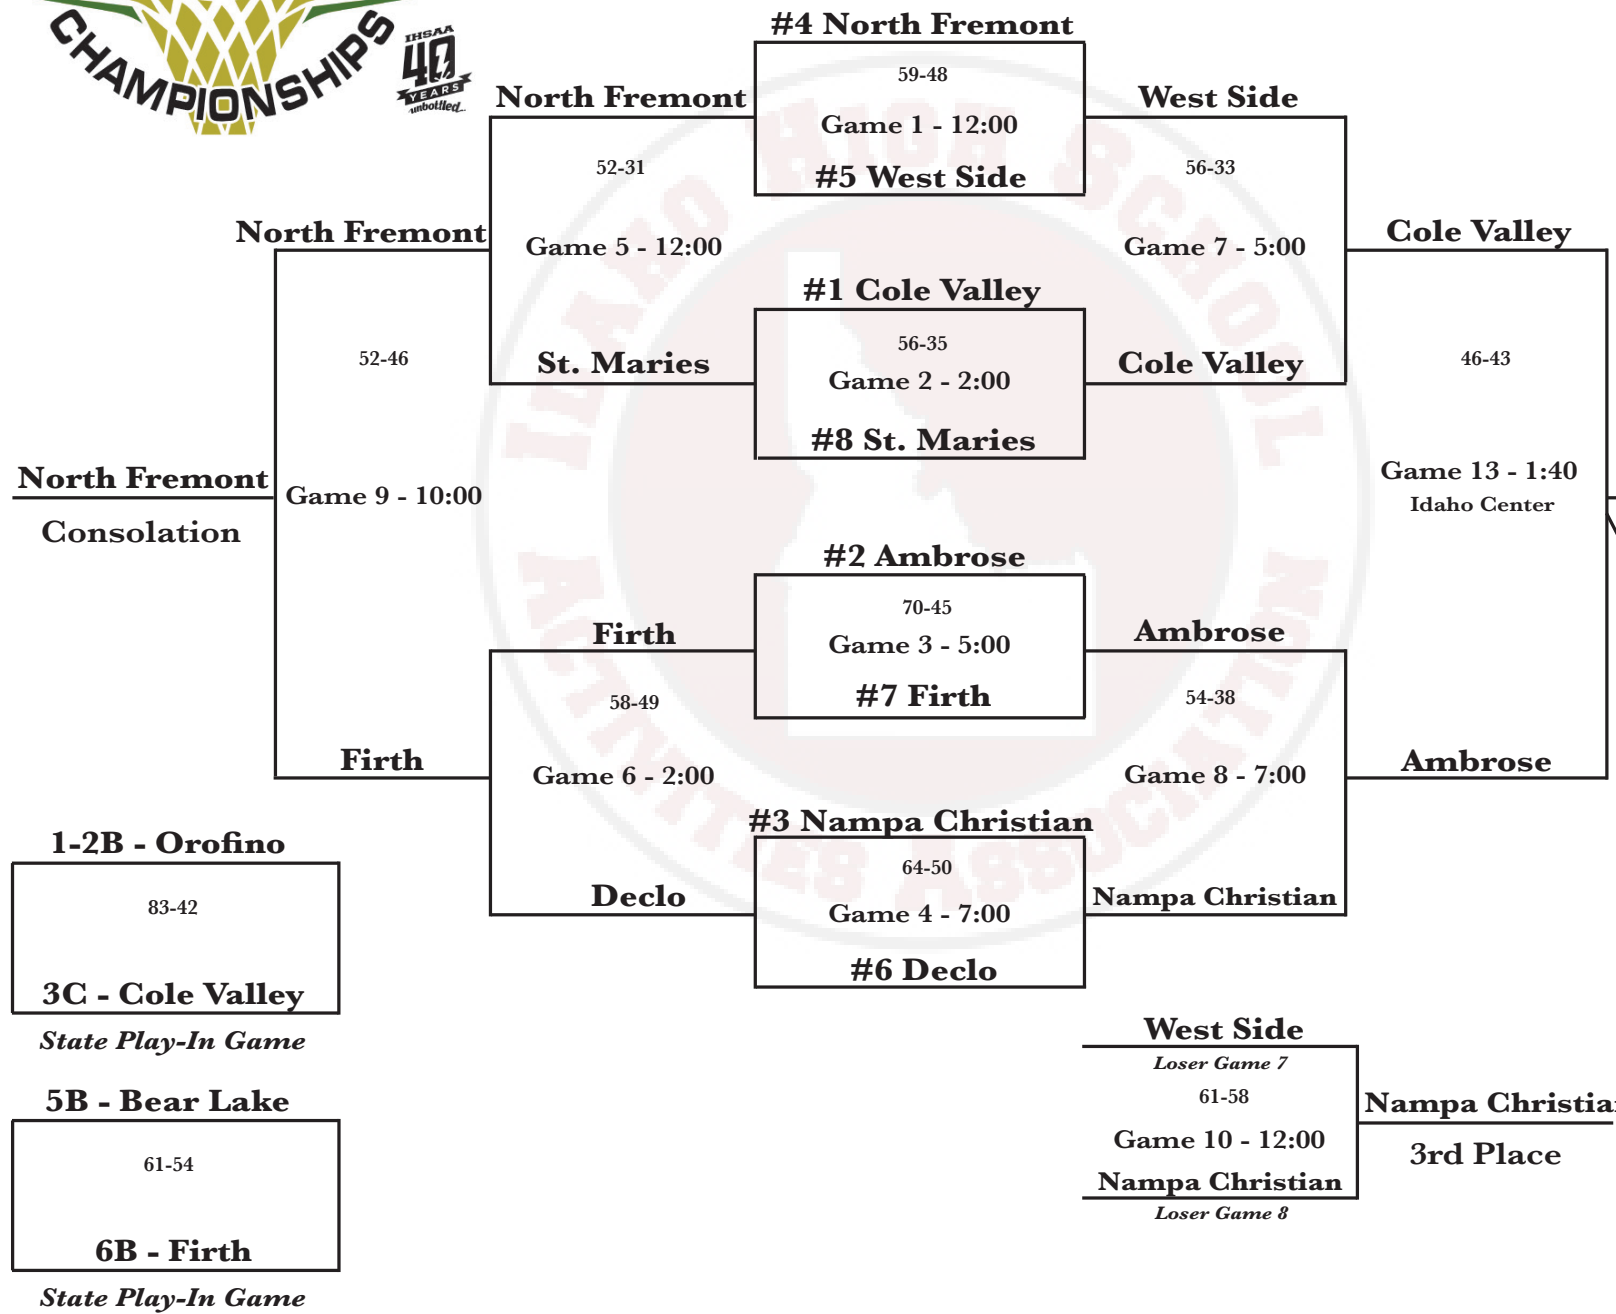 CHAMPIONSHIPS
IHSAA
40
YEARS
unbottled...
IDAHO HIGH SCHOOL
ACTIVITIES ASSOCIATION
#4 North Fremont
59-48
Game 1 - 12:00
#5 West Side
North Fremont
52-31
Game 5 - 12:00
St. Maries
West Side
56-33
Game 7 - 5:00
Cole Valley
#1 Cole Valley
56-35
Game 2 - 2:00
#8 St. Maries
North Fremont
52-46
Game 9 - 10:00
Firth
North Fremont
Consolation
Cole Valley
46-43
Game 13 - 1:40
Idaho Center
Ambrose
#2 Ambrose
70-45
Game 3 - 5:00
#7 Firth
Firth
58-49
Game 6 - 2:00
Declo
Ambrose
54-38
Game 8 - 7:00
Nampa Christian
#3 Nampa Christian
64-50
Game 4 - 7:00
#6 Declo
1-2B - Orofino
83-42
3C - Cole Valley
State Play-In Game
5B - Bear Lake
61-54
6B - Firth
State Play-In Game
West Side
Loser Game 7
61-58
Game 10 - 12:00
Nampa Christian
Loser Game 8
Nampa Christian
3rd Place